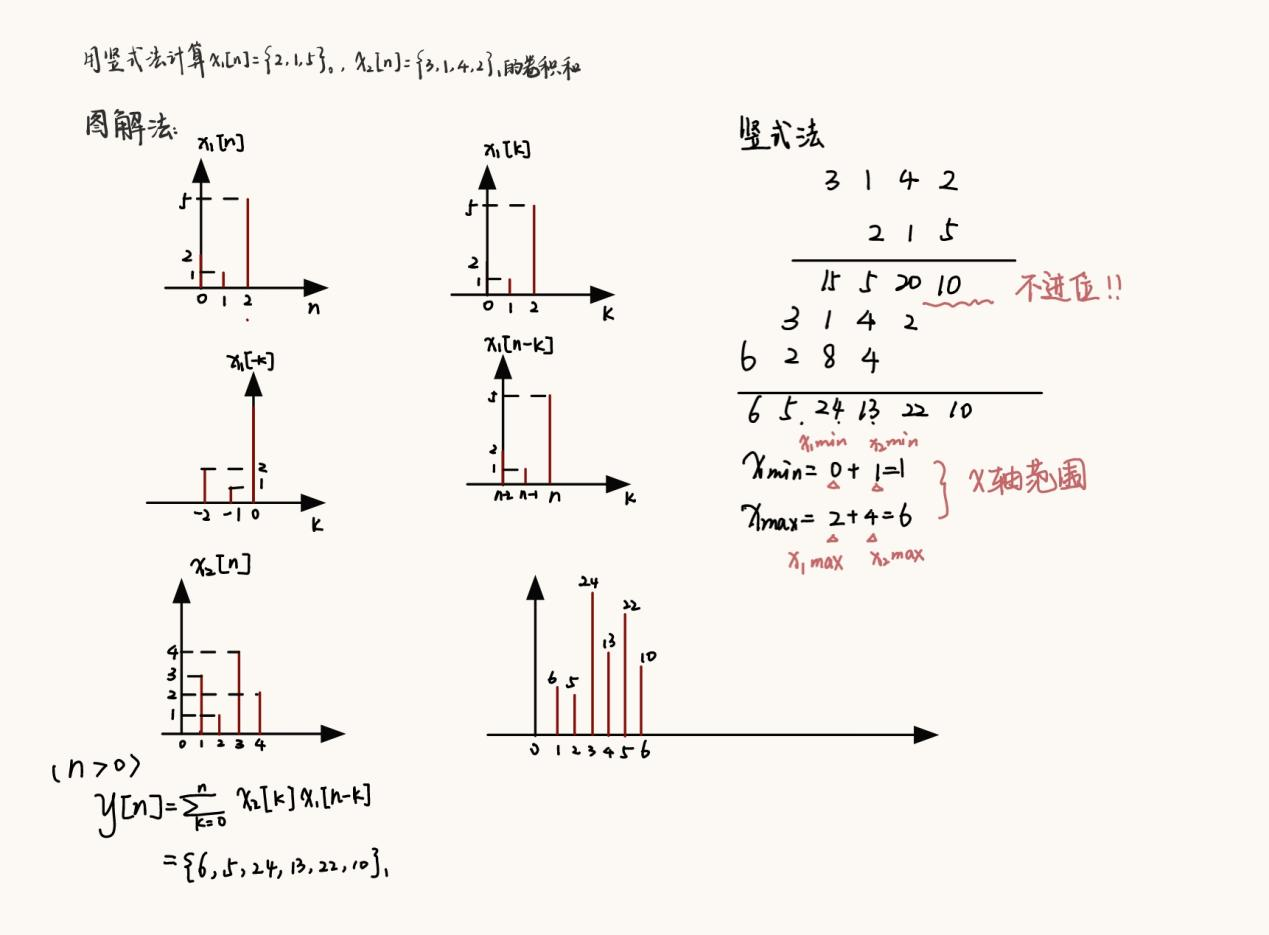 用竖式法计算x₁[n]={2,1,5}₀, x₂[n]={3,1,4,2}₁的卷积和
图解法:
x₁[n]
5
2
1
0 1 2
n
x₁[k]
5
2
1
0 1 2
k
x₁[-k]
2
1
-2 -1 0
k
x₁[n-k]
5
2
1
n-2 n-1 n
k
x₂[n]
4
3
2
1
0 1 2 3 4
24
22
13
10
6 5
0 1 2 3 4 5 6
(n>0)
y[n]=∑ⁿₖ₌₀ x₂[k]x₁[n-k]
={6,5,24,13,22,10}₁
竖式法
3 1 4 2
2 1 5
15 5 20 10 不进位!!
3 1 4 2
6 2 8 4
6 5 24 13 22 10
x₁min x₂min
xmin=0+1=1
xmax=2+4=6
x轴范围
x₁max x₂max